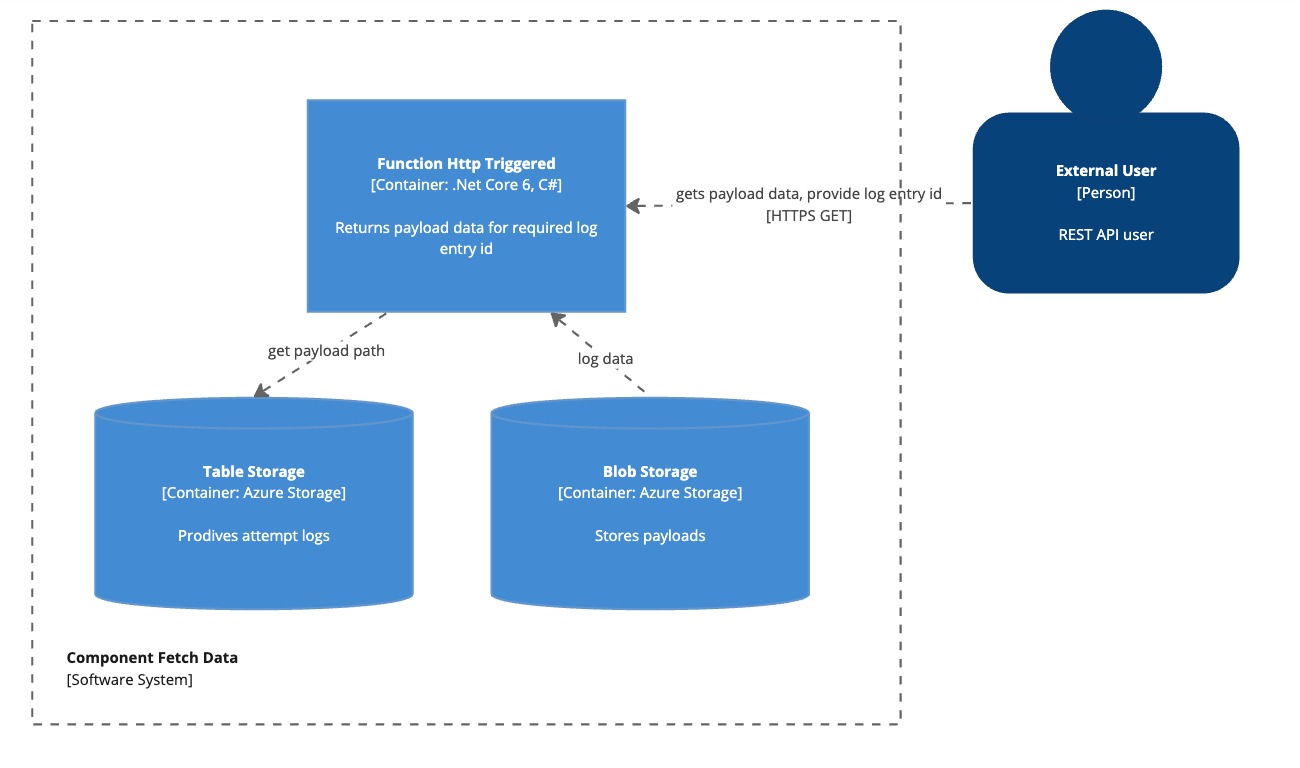 Function Http Triggered
[Container: .Net Core 6, C#]
Returns payload data for required log
entry id
gets payload data, provide log entry id
[HTTPS GET]
External User
[Person]
REST API user
get payload path
log data
Table Storage
[Container: Azure Storage]
Prodives attempt logs
Blob Storage
[Container: Azure Storage]
Stores payloads
Component Fetch Data
[Software System]